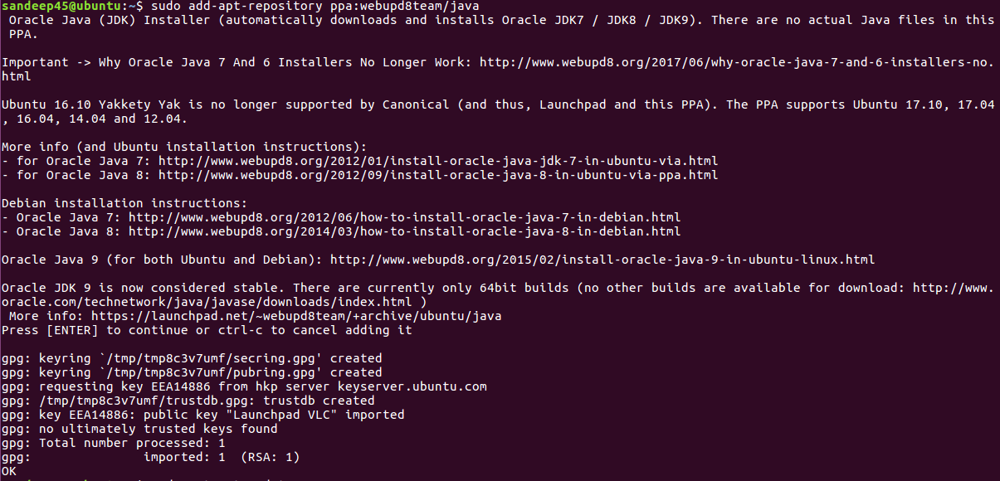 sandeep45@ubuntu:~$ sudo add-apt-repository ppa:webupd8team/java
 Oracle Java (JDK) Installer (automatically downloads and installs Oracle JDK7 / JDK8 / JDK9). There are no actual Java files in this
 PPA.

Important -> Why Oracle Java 7 And 6 Installers No Longer Work: http://www.webupd8.org/2017/06/why-oracle-java-7-and-6-installers-no.
html

Ubuntu 16.10 Yakkety Yak is no longer supported by Canonical (and thus, Launchpad and this PPA). The PPA supports Ubuntu 17.10, 17.04
, 16.04, 14.04 and 12.04.

More info (and Ubuntu installation instructions):
- for Oracle Java 7: http://www.webupd8.org/2012/01/install-oracle-java-jdk-7-in-ubuntu-via.html
- for Oracle Java 8: http://www.webupd8.org/2012/09/install-oracle-java-8-in-ubuntu-via-ppa.html

Debian installation instructions:
- Oracle Java 7: http://www.webupd8.org/2012/06/how-to-install-oracle-java-7-in-debian.html
- Oracle Java 8: http://www.webupd8.org/2014/03/how-to-install-oracle-java-8-in-debian.html

Oracle Java 9 (for both Ubuntu and Debian): http://www.webupd8.org/2015/02/install-oracle-java-9-in-ubuntu-linux.html

Oracle JDK 9 is now considered stable. There are currently only 64bit builds (no other builds are available for download: http://www.
oracle.com/technetwork/java/javase/downloads/index.html )
 More info: https://launchpad.net/~webupd8team/+archive/ubuntu/java
Press [ENTER] to continue or ctrl-c to cancel adding it

gpg: keyring `/tmp/tmp8c3v7umf/secring.gpg' created
gpg: keyring `/tmp/tmp8c3v7umf/pubring.gpg' created
gpg: requesting key EEA14886 from hkp server keyserver.ubuntu.com
gpg: /tmp/tmp8c3v7umf/trustdb.gpg: trustdb created
gpg: key EEA14886: public key "Launchpad VLC" imported
gpg: no ultimately trusted keys found
gpg: Total number processed: 1
gpg:               imported: 1  (RSA: 1)
OK